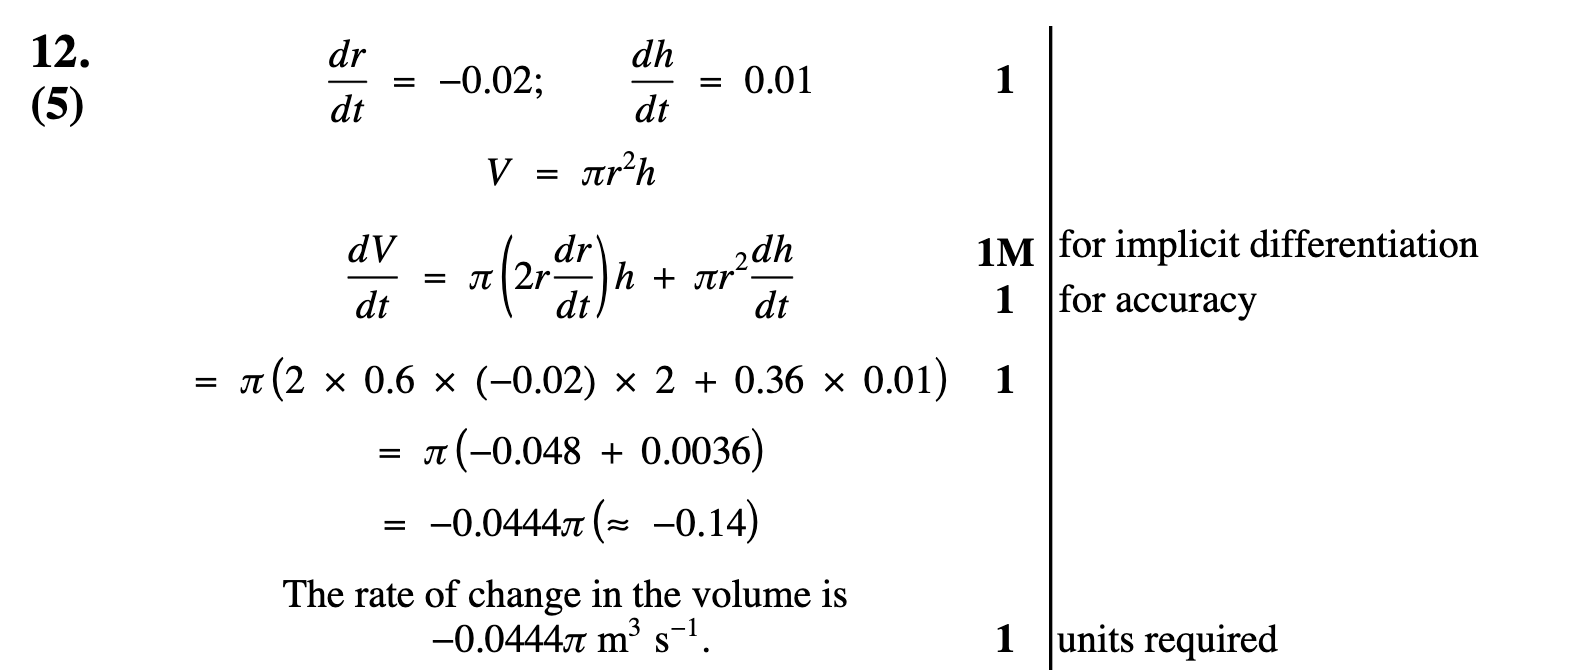 12. dr/dt = −0.02; dh/dt = 0.01 1
(5)
V = πr²h
dV/dt = π(2r dr/dt)h + πr² dh/dt 1M for implicit differentiation
1 for accuracy
= π(2 × 0.6 × (−0.02) × 2 + 0.36 × 0.01) 1
= π(−0.048 + 0.0036)
= −0.0444π(≈ −0.14)
The rate of change in the volume is
−0.0444π m³ s⁻¹. 1 units required